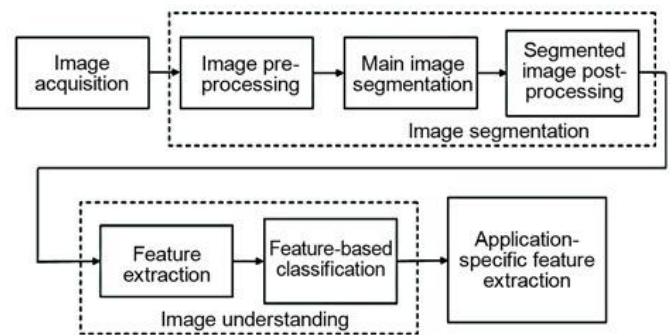 Image
acquisition
Image pre-
processing
Main image
segmentation
Segmented
image post-
processing
Image segmentation
Feature
extraction
Feature-based
classification
Image understanding
Application-
specific feature
extraction